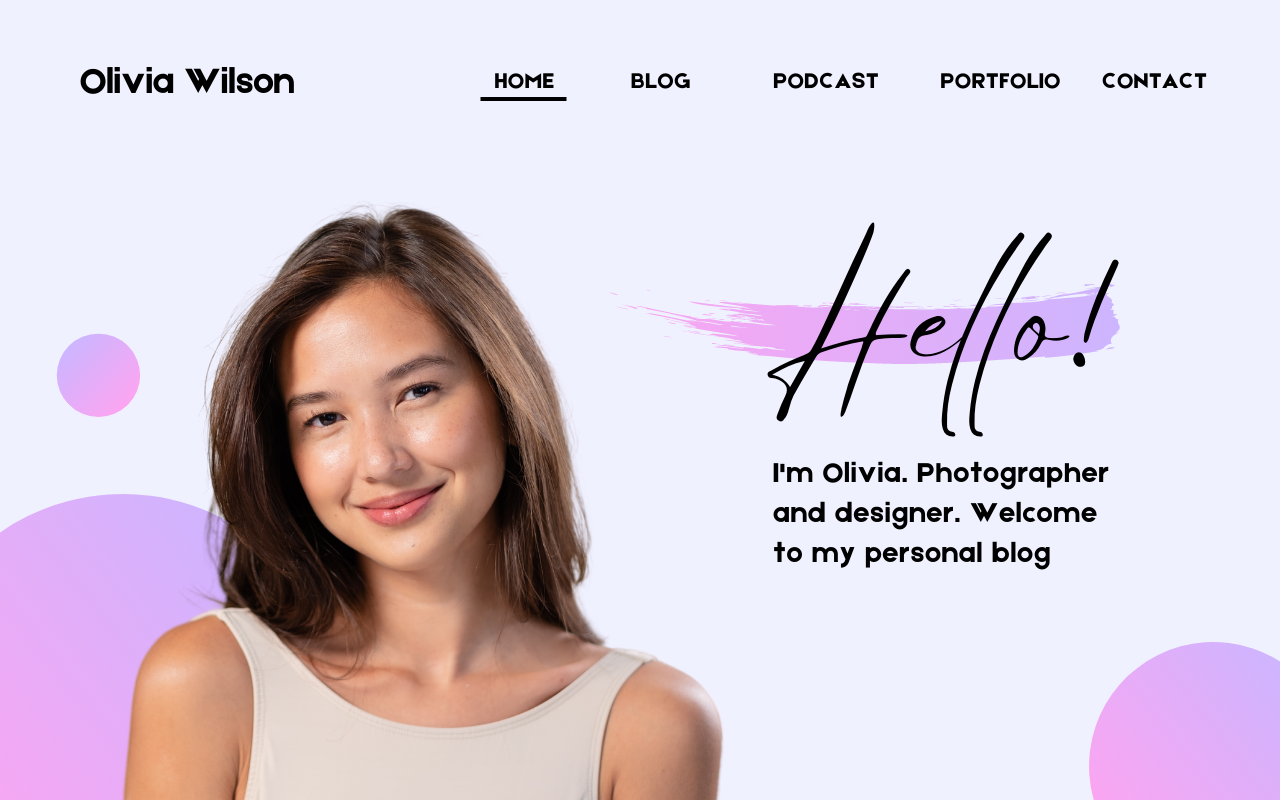 Olivia Wilson
HOME BLOG PODCAST PORTFOLIO CONTACT
Hello!
I'm Olivia. Photographer
and designer. Welcome
to my personal blog